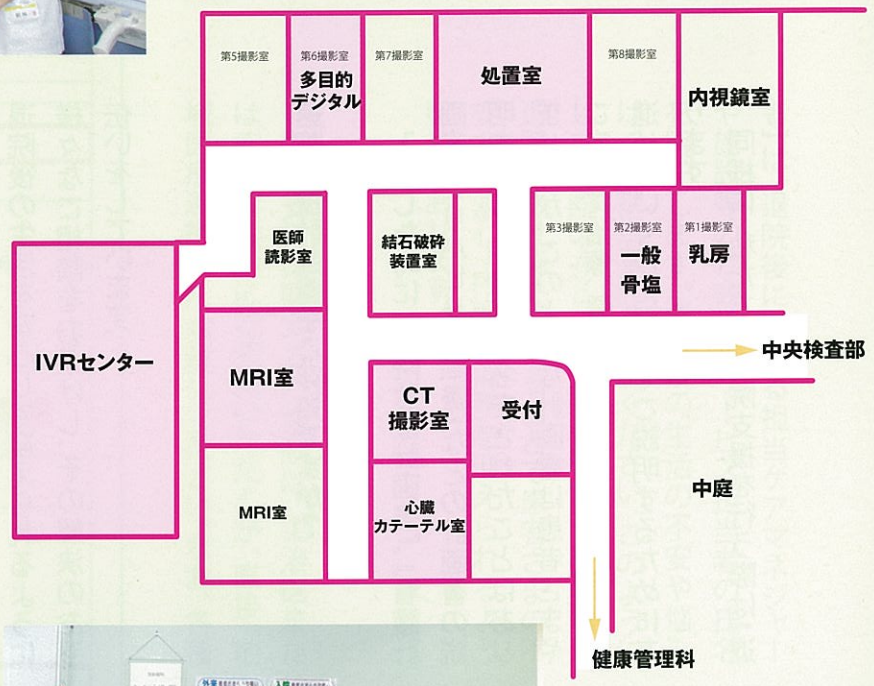 第5撮影室
第6撮影室
多目的
デジタル
第7撮影室
処置室
第8撮影室
内視鏡室
医師
読影室
結石破砕
装置室
第3撮影室
第2撮影室
一般
骨塩
第1撮影室
乳房
IVRセンター
MRI室
CT
撮影室
受付
中央検査部
MRI室
心臓
カテーテル室
中庭
健康管理科
外来
入院